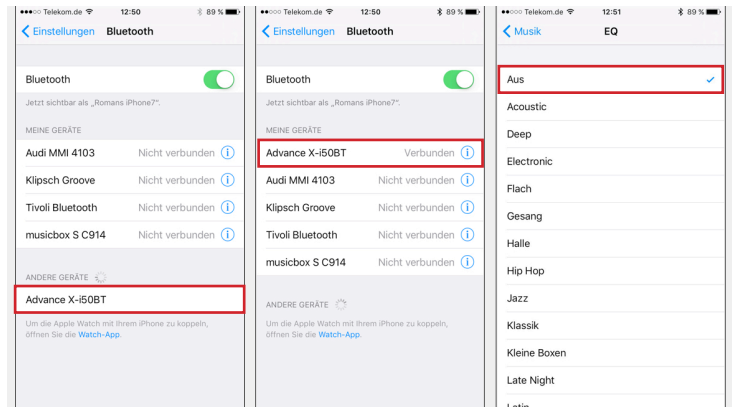 Telekom.de 12:50 89 %
Einstellungen Bluetooth
Bluetooth
Jetzt sichtbar als „Romans iPhone7“.
MEINE GERÄTE
Audi MMI 4103 Nicht verbunden
Klipsch Groove Nicht verbunden
Tivoli Bluetooth Nicht verbunden
musicbox S C914 Nicht verbunden
ANDERE GERÄTE
Advance X-i50BT
Um die Apple Watch mit Ihrem iPhone zu koppeln,
öffnen Sie die Watch-App.
Telekom.de 12:50 89 %
Einstellungen Bluetooth
Bluetooth
Jetzt sichtbar als „Romans iPhone7“.
MEINE GERÄTE
Advance X-i50BT Verbunden
Audi MMI 4103 Nicht verbunden
Klipsch Groove Nicht verbunden
Tivoli Bluetooth Nicht verbunden
musicbox S C914 Nicht verbunden
ANDERE GERÄTE
Um die Apple Watch mit Ihrem iPhone zu koppeln,
öffnen Sie die Watch-App.
Telekom.de 12:51 89 %
Musik EQ
Aus
Acoustic
Deep
Electronic
Flach
Gesang
Halle
Hip Hop
Jazz
Klassik
Kleine Boxen
Late Night